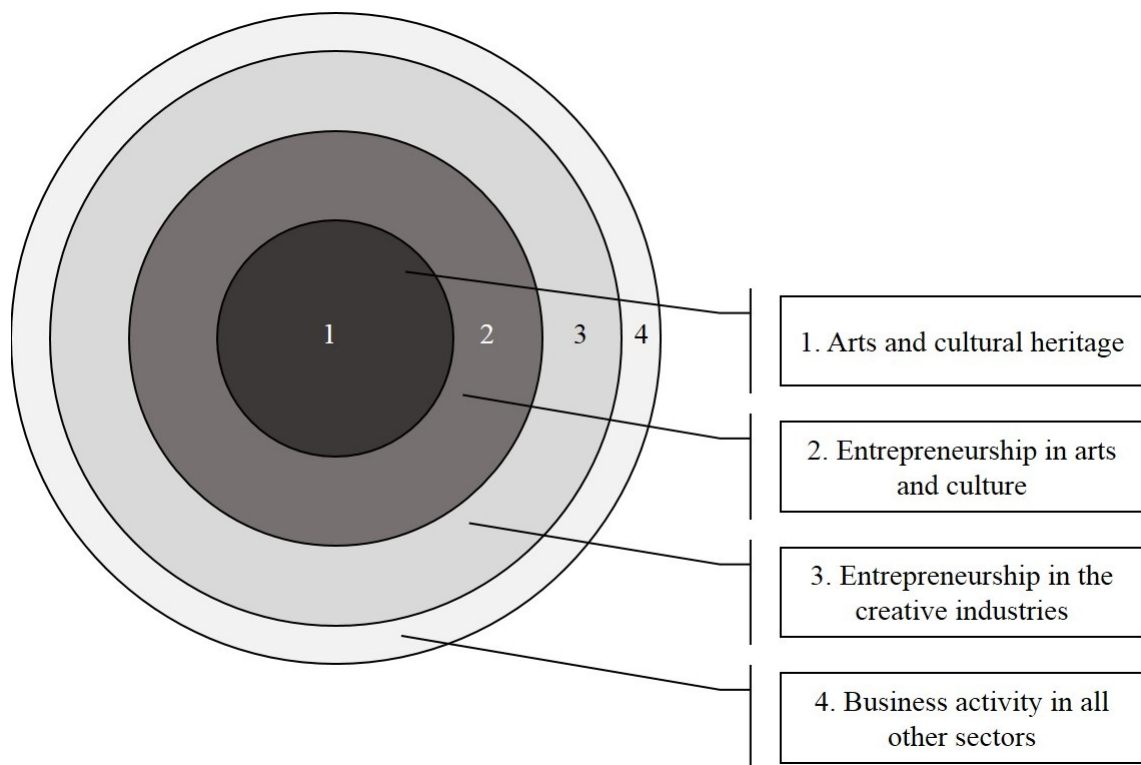 1
2
3
4
1. Arts and cultural heritage
2. Entrepreneurship in arts
and culture
3. Entrepreneurship in the
creative industries
4. Business activity in all
other sectors